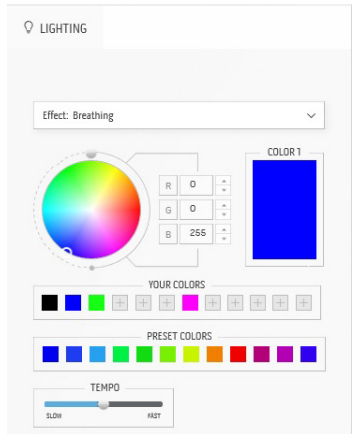 LIGHTING
Effect: Breathing
COLOR 1
R 0
G 0
B 255
YOUR COLORS
PRESET COLORS
TEMPO
SLOW FAST